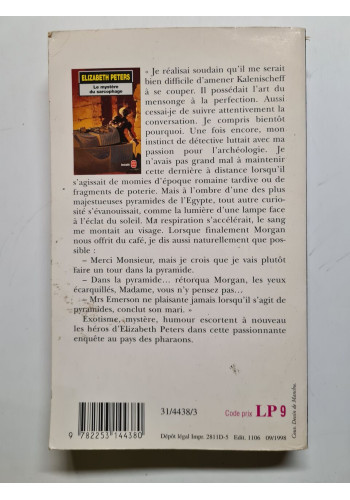 ELIZABETH PETERS
Le mystère
du sarcophage
« Je réalisai soudain qu'il me serait
bien difficile d'amener Kalenischeff
à se couper. Il possédait l'art du
mensonge à la perfection. Aussi
cessai-je de suivre attentivement la
conversation. Je compris bientôt
pourquoi. Une fois encore, mon
instinct de détective luttait avec ma
passion pour l'archéologie. Je
n'avais pas grand mal à maintenir
cette dernière à distance lorsqu'il
s'agissait de momies d'époque romaine tardive ou de
fragments de poterie. Mais à l'ombre d'une des plus
majestueuses pyramides de l'Egypte, tout autre curio-
sité s'évanouissait, comme la lumière d'une lampe face
à l'éclat du soleil. Ma respiration s'accélérait, le sang
me montait au visage. Lorsque finalement Morgan
nous offrit du café, je dis aussi naturellement que pos-
sible :
– Merci Monsieur, mais je crois que je vais plutôt
faire un tour dans la pyramide.
– Dans la pyramide... rétorqua Morgan, les yeux
écarquillés, Madame, vous n'y pensez pas...
– Mrs Emerson ne plaisante jamais lorsqu'il s'agit de
pyramides, conclut son mari. »
Exotisme, mystère, humour escortent à nouveau
les héros d'Elizabeth Peters dans cette passionnante
enquête au pays des pharaons.
31/4438/3
Code prix LP 9
9 782253 144380
Dépôt légal Impr. 2811D-5 Edit. 1106 09/1998